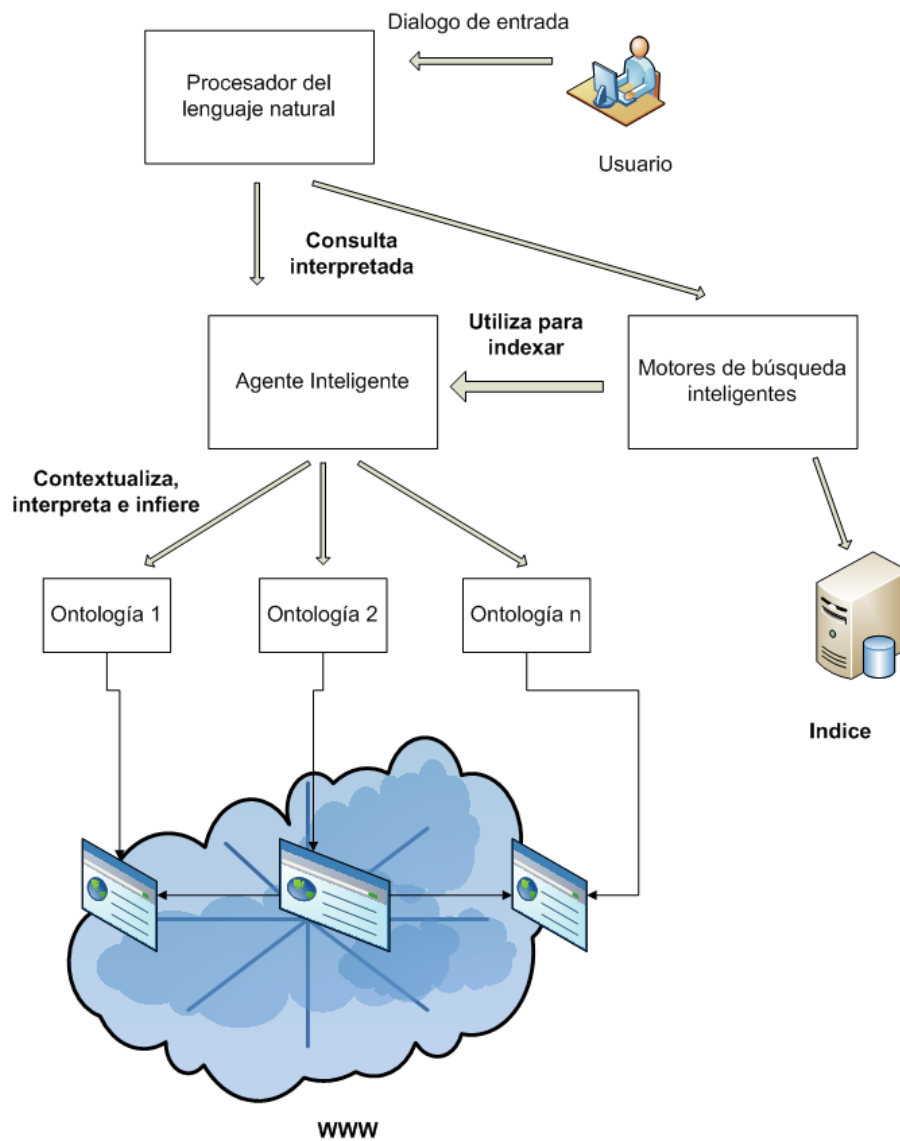 Dialogo de entrada
Procesador del
lenguaje natural
Usuario
Consulta
interpretada
Utiliza para
indexar
Agente Inteligente
Motores de búsqueda
inteligentes
Contextualiza,
interpreta e infiere
Ontología 1
Ontología 2
Ontología n
Indice
WWW